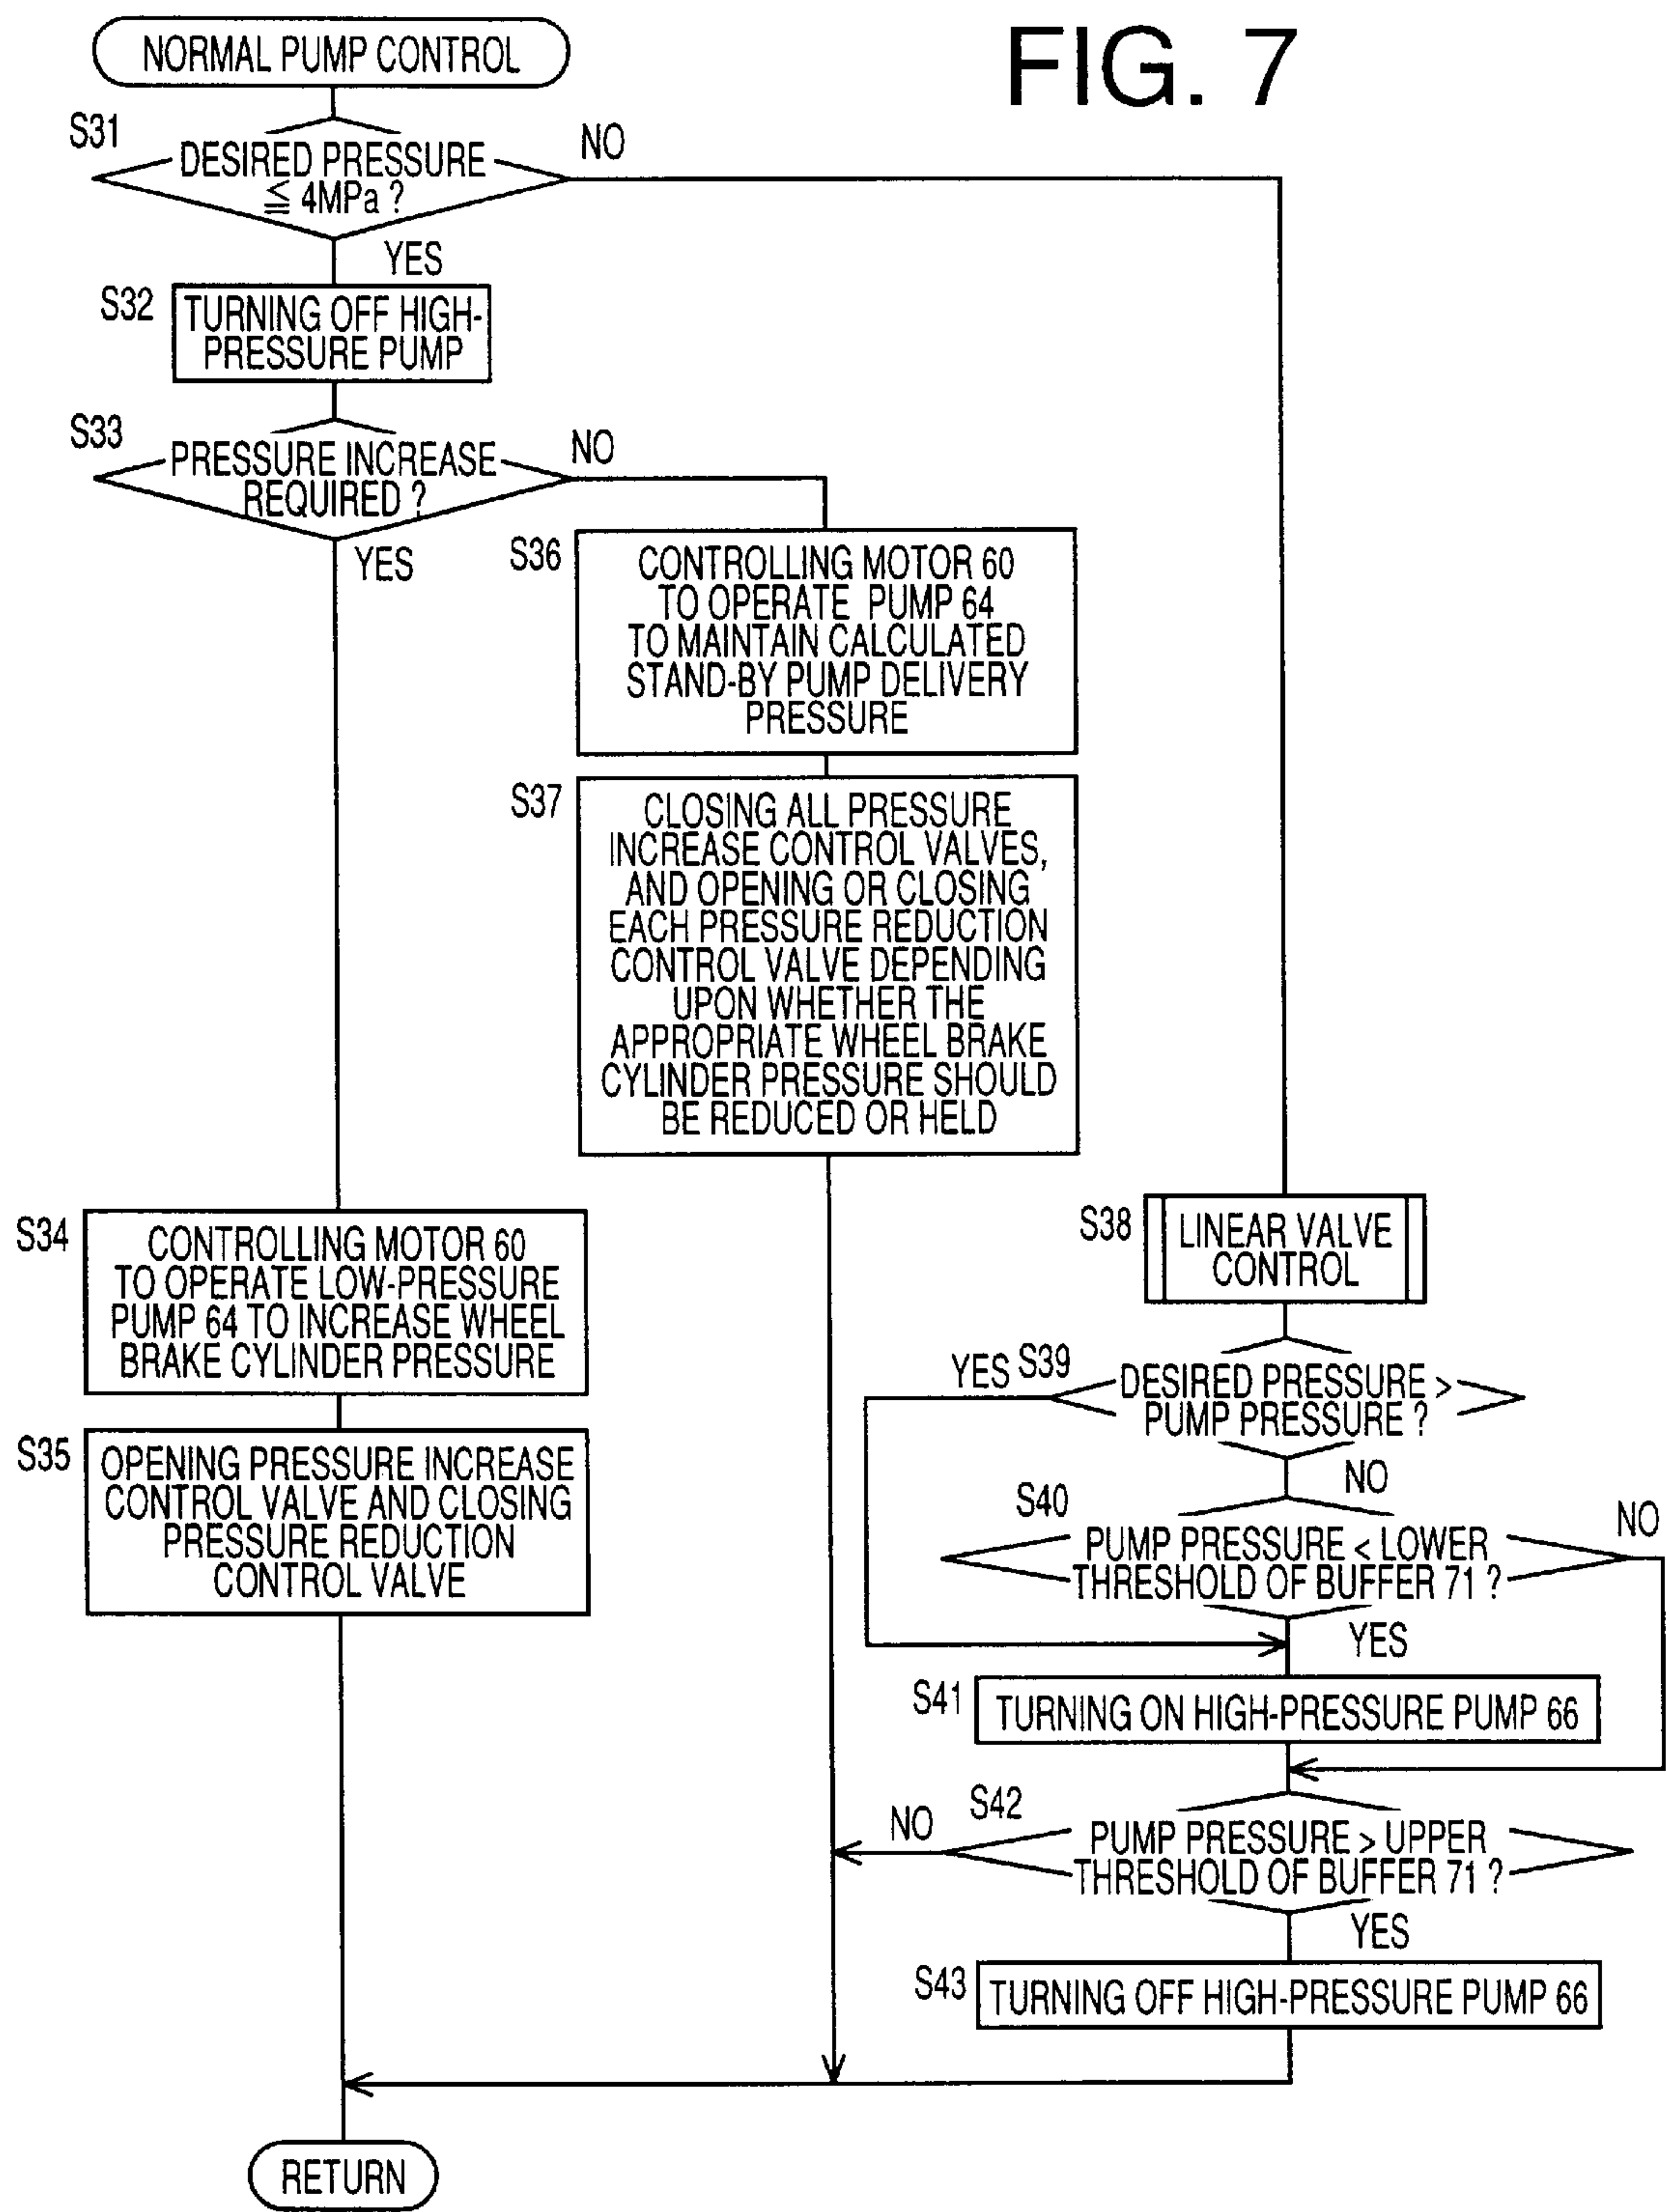 FIG. 7
NORMAL PUMP CONTROL
S31
DESIRED PRESSURE
≦ 4MPa ?
NO
YES
S32
TURNING OFF HIGH-
PRESSURE PUMP
S33
PRESSURE INCREASE
REQUIRED ?
NO
YES
S36
CONTROLLING MOTOR 60
TO OPERATE PUMP 64
TO MAINTAIN CALCULATED
STAND-BY PUMP DELIVERY
PRESSURE
S37
CLOSING ALL PRESSURE
INCREASE CONTROL VALVES,
AND OPENING OR CLOSING
EACH PRESSURE REDUCTION
CONTROL VALVE DEPENDING
UPON WHETHER THE
APPROPRIATE WHEEL BRAKE
CYLINDER PRESSURE SHOULD
BE REDUCED OR HELD
S34
CONTROLLING MOTOR 60
TO OPERATE LOW-PRESSURE
PUMP 64 TO INCREASE WHEEL
BRAKE CYLINDER PRESSURE
S35
OPENING PRESSURE INCREASE
CONTROL VALVE AND CLOSING
PRESSURE REDUCTION
CONTROL VALVE
S38
LINEAR VALVE
CONTROL
YES
S39
DESIRED PRESSURE >
PUMP PRESSURE ?
NO
S40
PUMP PRESSURE < LOWER
THRESHOLD OF BUFFER 71 ?
NO
YES
S41
TURNING ON HIGH-PRESSURE PUMP 66
S42
NO
PUMP PRESSURE > UPPER
THRESHOLD OF BUFFER 71 ?
YES
S43
TURNING OFF HIGH-PRESSURE PUMP 66
RETURN